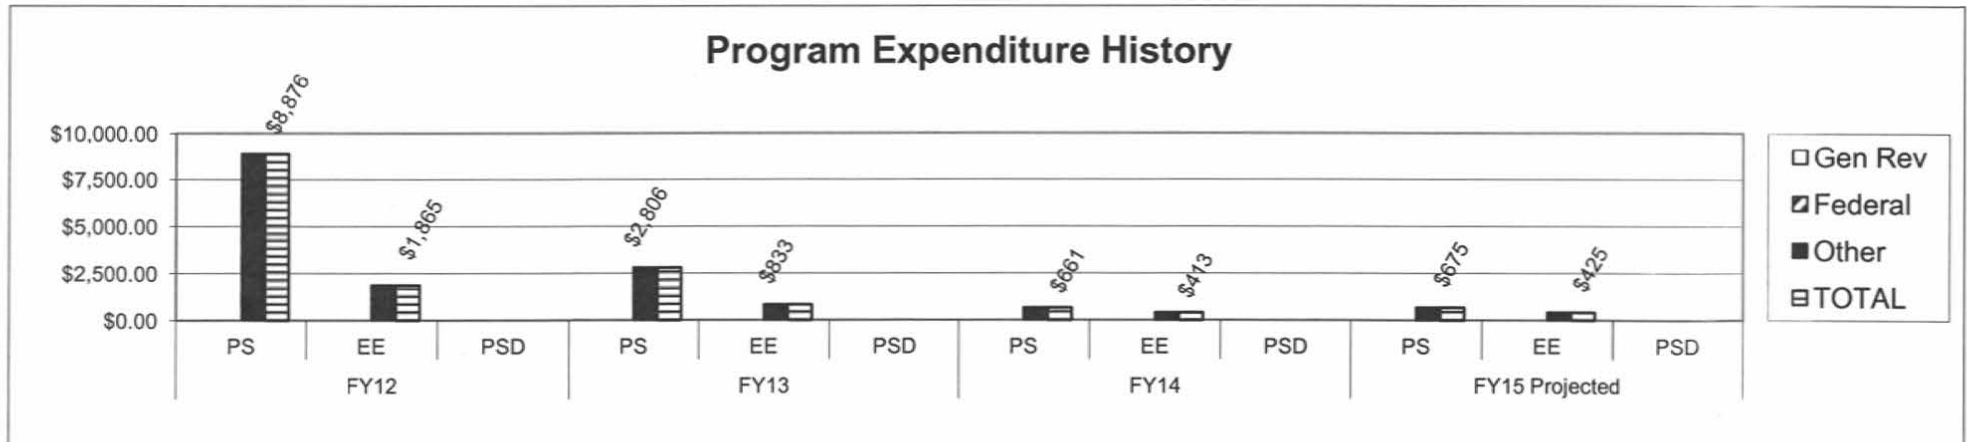 Program Expenditure History
$8,876
$1,865
$2,806
$833
$661
$413
$675
$425
$10,000.00
$7,500.00
$5,000.00
$2,500.00
$0.00
PS EE PSD PS EE PSD PS EE PSD PS EE PSD
FY12 FY13 FY14 FY15 Projected
Gen Rev
Federal
Other
TOTAL